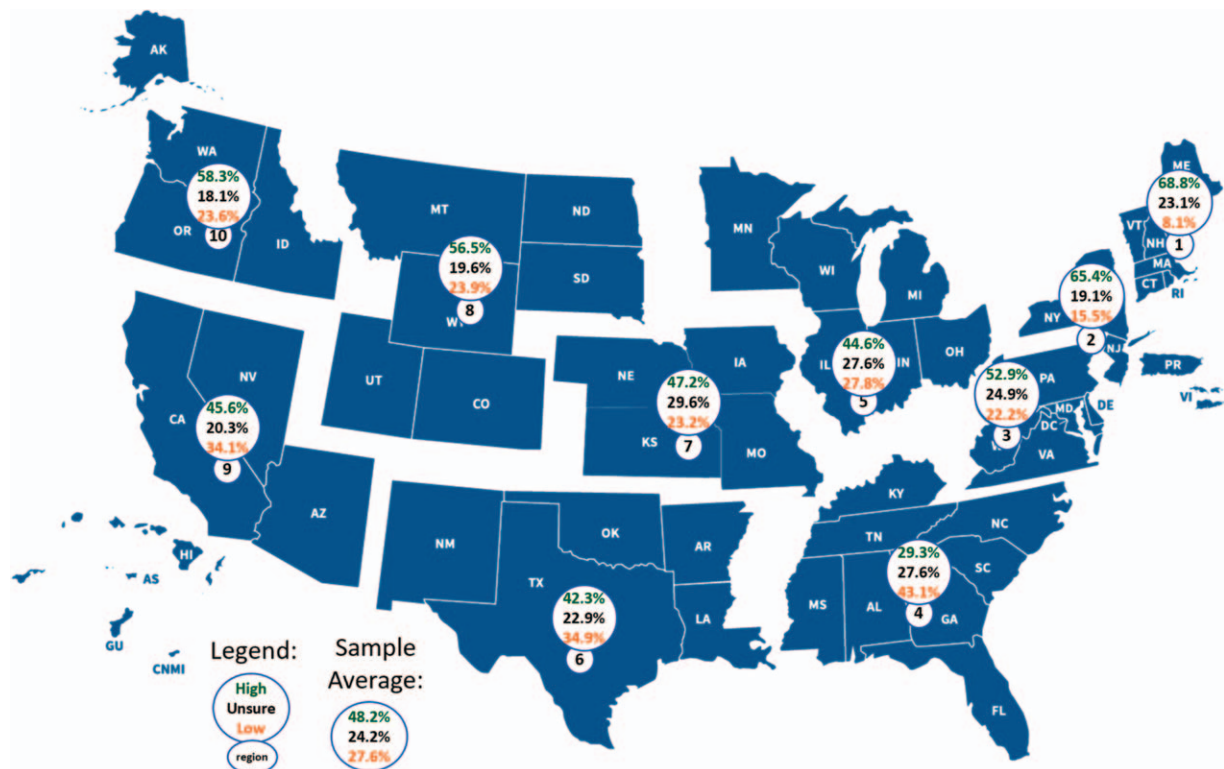 AK
WA
58.3%
18.1%
23.6%
10
OR
ID
MT
ND
56.5%
19.6%
23.9%
8
SD
MN
WI
MI
ME
68.8%
23.1%
8.1%
1
VT
NH
MA
CT
RI
65.4%
19.1%
15.5%
2
NY
NJ
PR
VI
NV
CA
45.6%
20.3%
34.1%
9
UT
CO
NE
IA
47.2%
29.6%
23.2%
7
KS
MO
44.6%
27.6%
27.8%
5
IL
IN
OH
52.9%
24.9%
22.2%
3
PA
MD
DE
DC
VA
KY
AZ
NM
OK
AR
TN
NC
29.3%
27.6%
43.1%
4
SC
HI
AS
GU
CNMI
TX
42.3%
22.9%
34.9%
6
LA
MS
AL
GA
FL
Legend:
High
Unsure
Low
region
Sample
Average:
48.2%
24.2%
27.6%